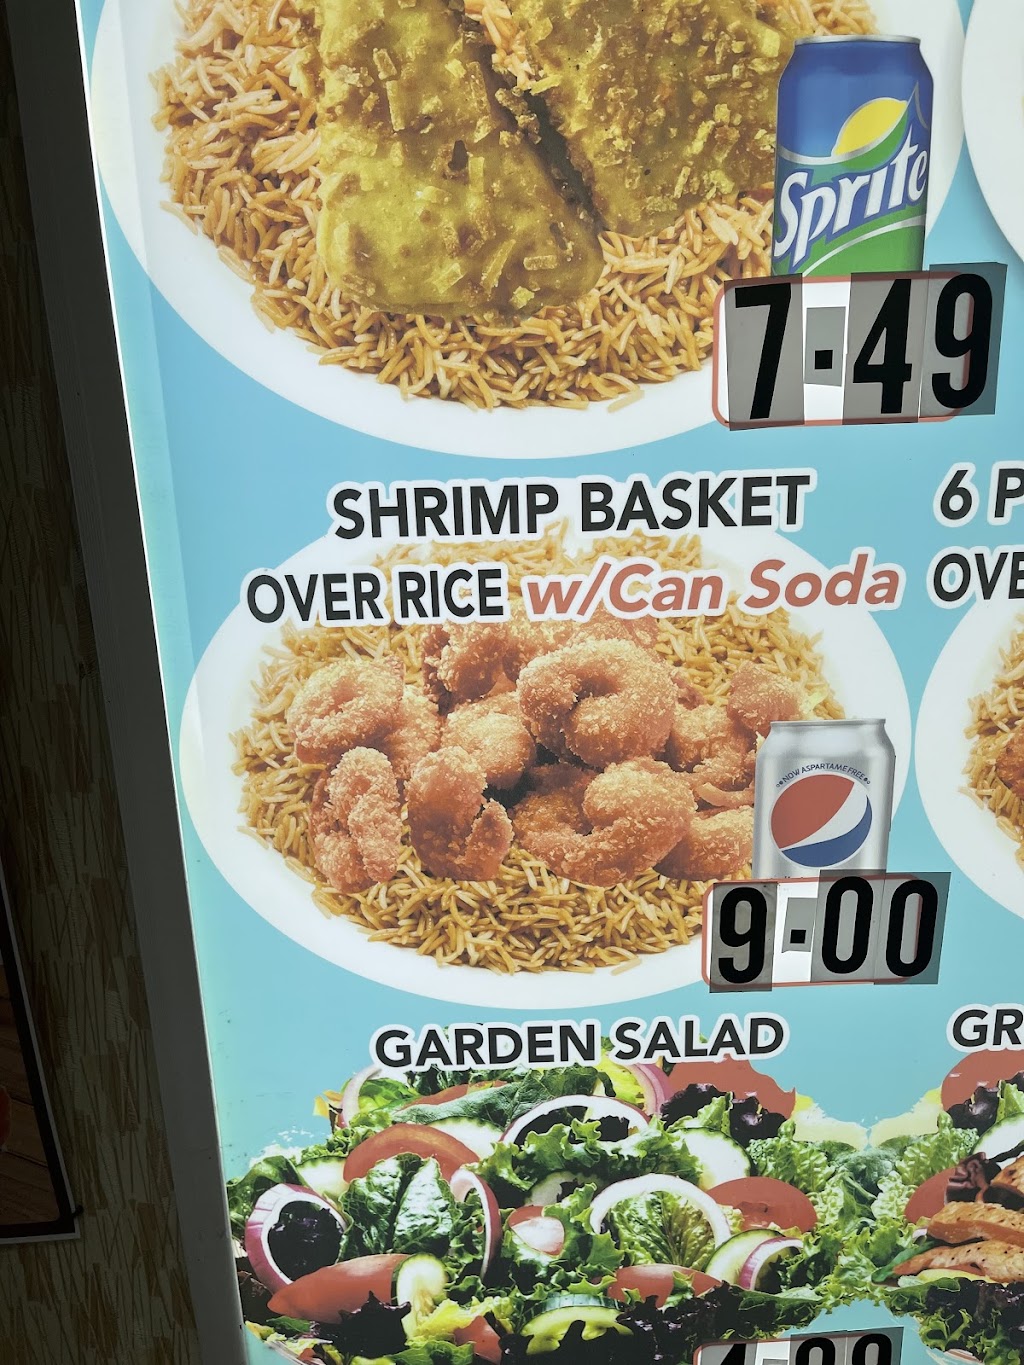 Sprite
7.49
SHRIMP BASKET
OVER RICE w/Can Soda
6 P
OVE
NOW ASPARTAME FREE
9.00
GARDEN SALAD
GR